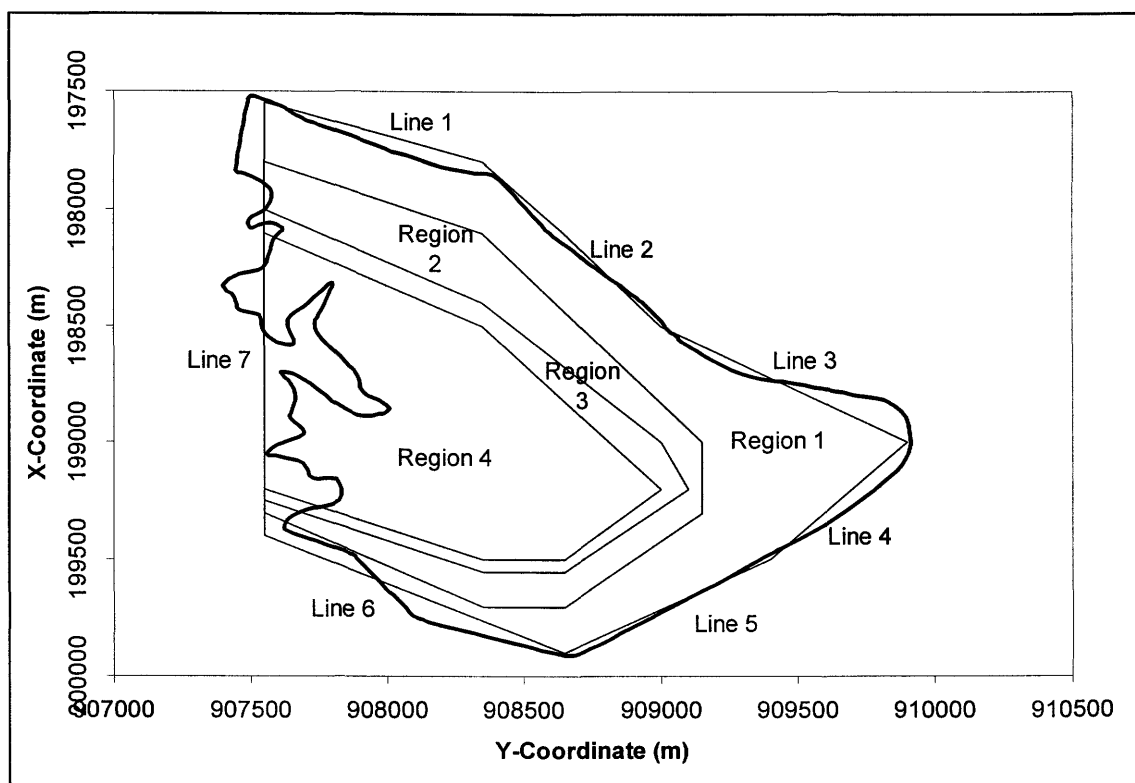 197500
198000
198500
199000
199500
200000
X-Coordinate (m)
Line 1
Line 2
Line 3
Line 4
Line 5
Line 6
Line 7
Region
2
Region
3
Region 1
Region 4
907000
907500
908000
908500
909000
909500
910000
910500
Y-Coordinate (m)